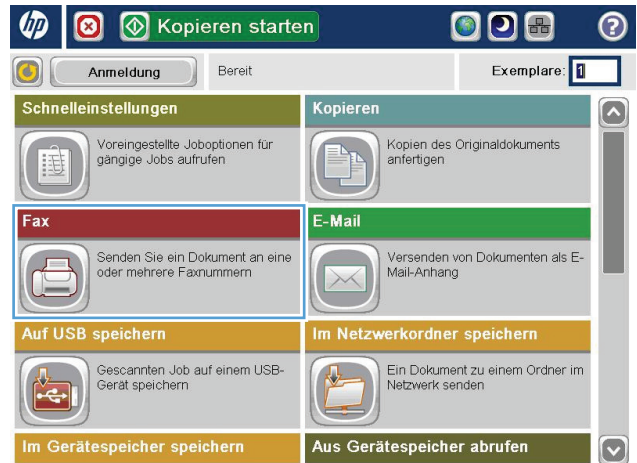 hp
Kopieren starten
?
Anmeldung
Bereit
Exemplare: 1
Schnelleinstellungen
Voreingestellte Joboptionen für
gängige Jobs aufrufen
Kopieren
Kopien des Originaldokuments
anfertigen
Fax
Senden Sie ein Dokument an eine
oder mehrere Faxnummern
E-Mail
Versenden von Dokumenten als E-
Mail-Anhang
Auf USB speichern
Gescannten Job auf einem USB-
Gerät speichern
Im Netzwerkordner speichern
Ein Dokument zu einem Ordner im
Netzwerk senden
Im Gerätespeicher speichern
Aus Gerätespeicher abrufen